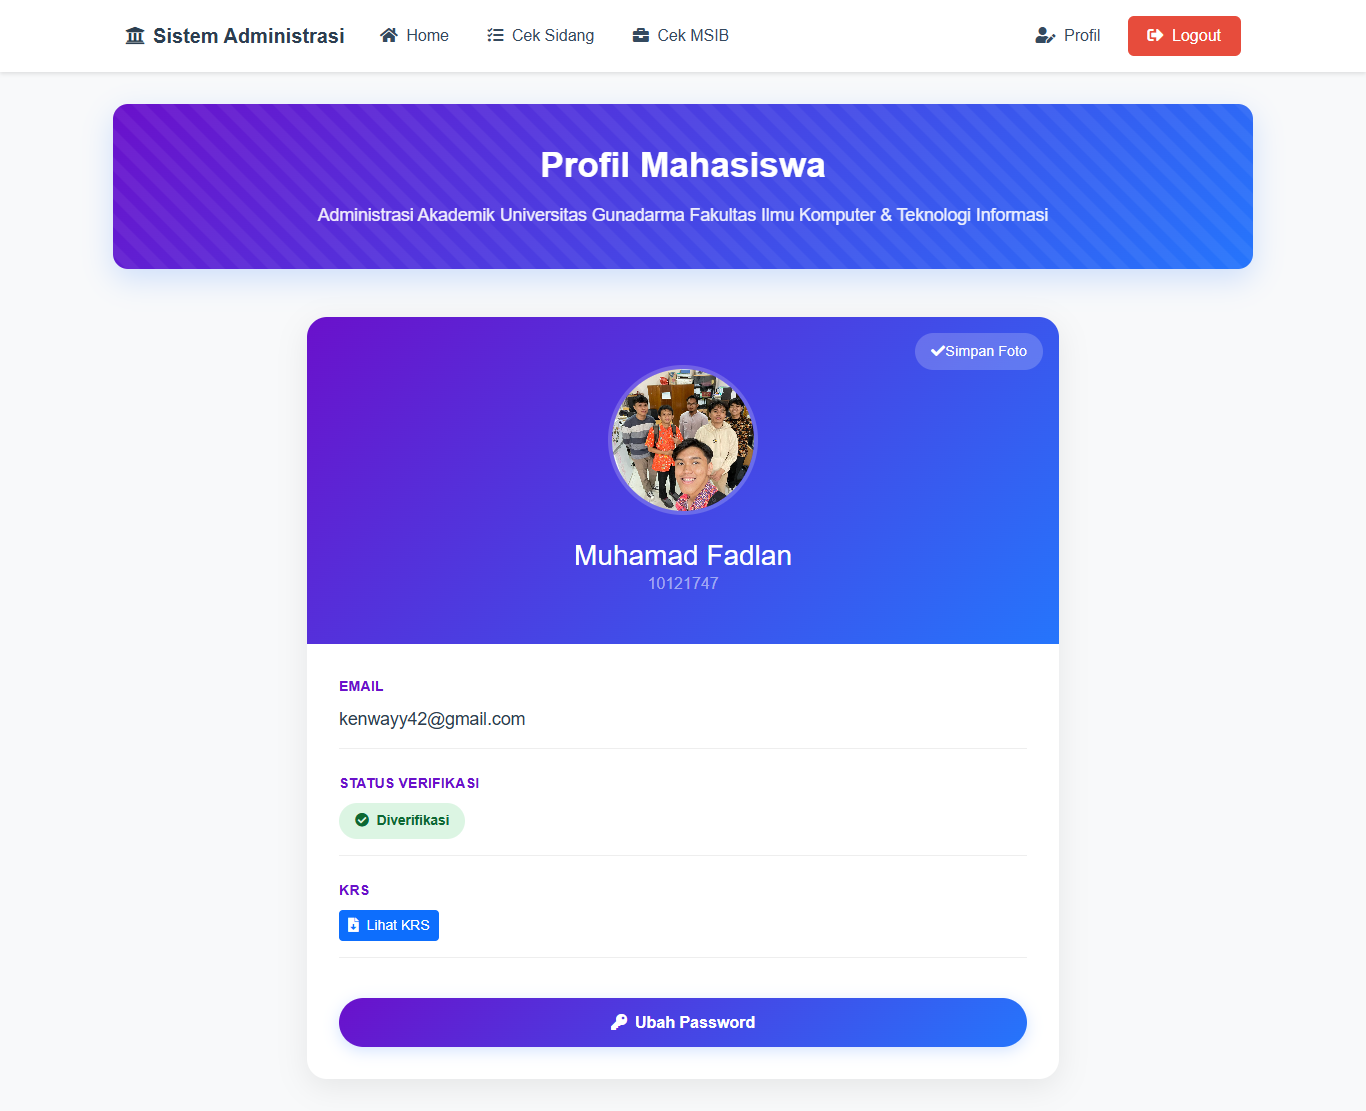 Sistem Administrasi Home Cek Sidang Cek MSIB Profil Logout
Profil Mahasiswa
Administrasi Akademik Universitas Gunadarma Fakultas Ilmu Komputer & Teknologi Informasi
Simpan Foto
Muhamad Fadlan
10121747
EMAIL
kenwayy42@gmail.com
STATUS VERIFIKASI
Diverifikasi
KRS
Lihat KRS
Ubah Password